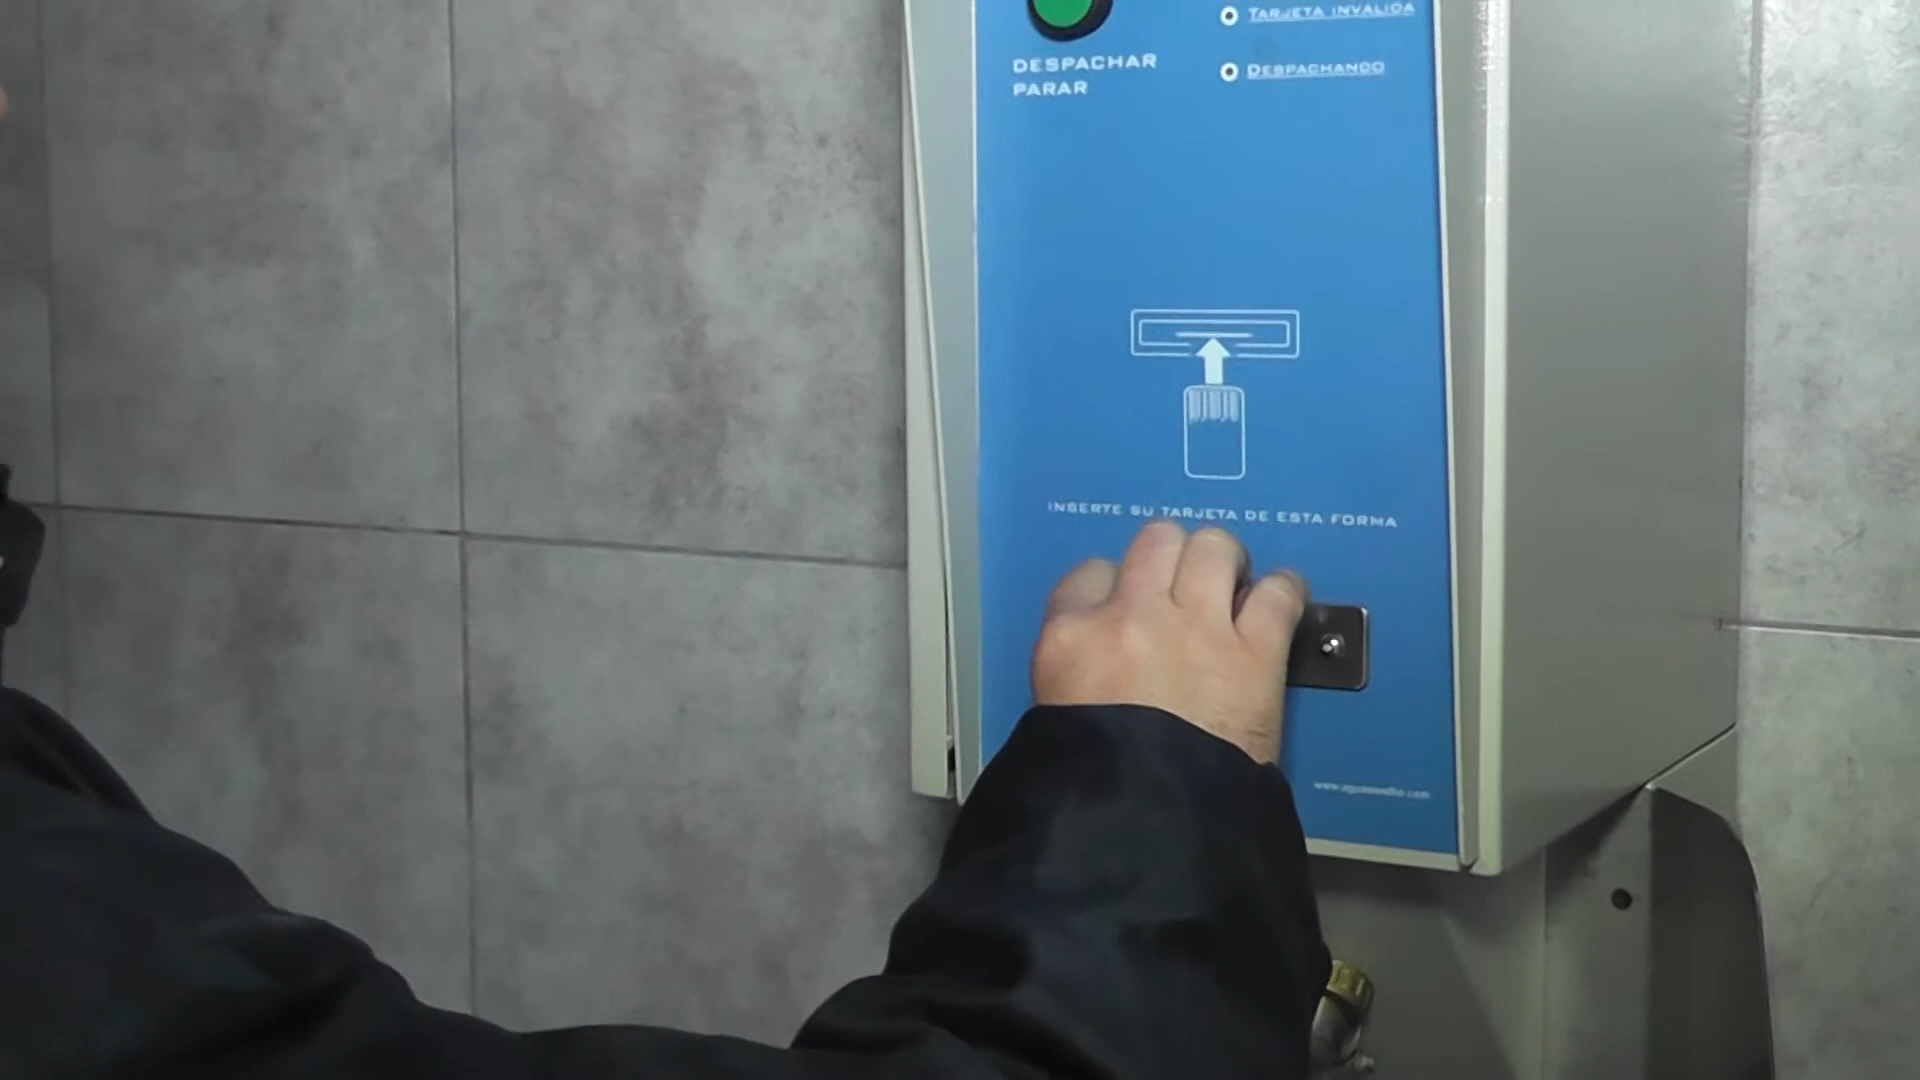 TARJETA INVALIDA
DESPACHAR
PARAR
DESPACHANDO
INSERTE SU TARJETA DE ESTA FORMA